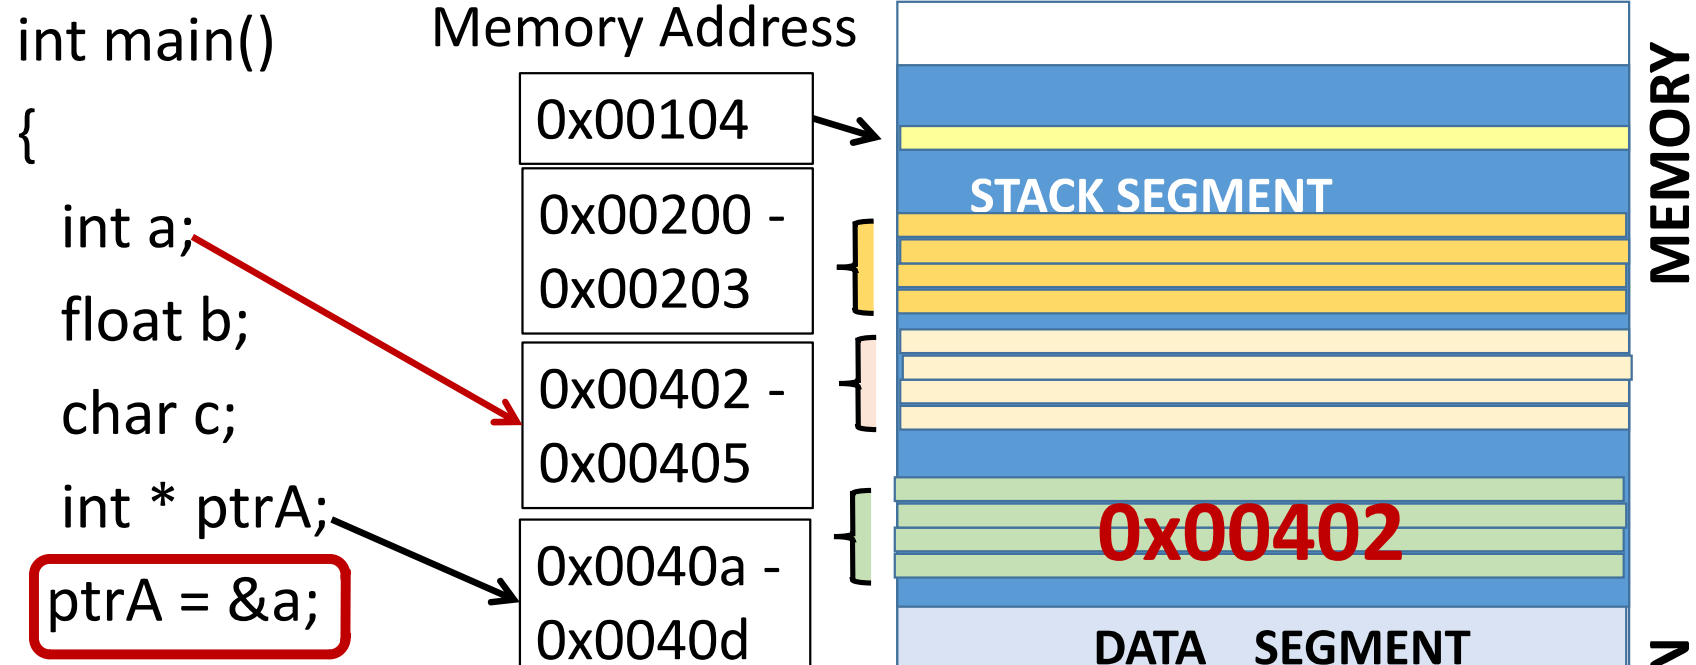 int main()
{
int a;
float b;
char c;
int * ptrA;
ptrA = &a;
Memory Address
0x00104
0x00200 -
0x00203
0x00402 -
0x00405
0x0040a -
0x0040d
STACK SEGMENT
0x00402
DATA SEGMENT
MEMORY
N